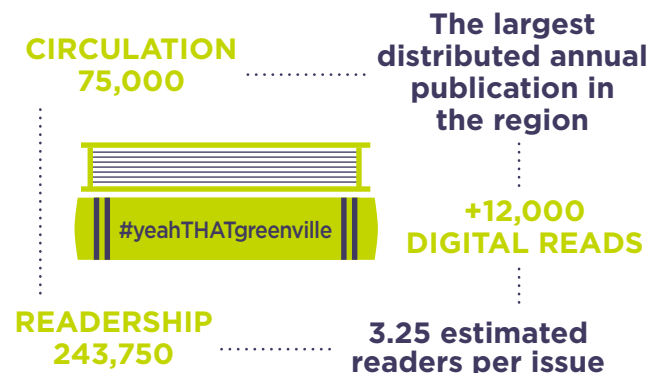 CIRCULATION
75,000
The largest
distributed annual
publication in
the region
#yeahTHATgreenville
+12,000
DIGITAL READS
READERSHIP
243,750
3.25 estimated
readers per issue